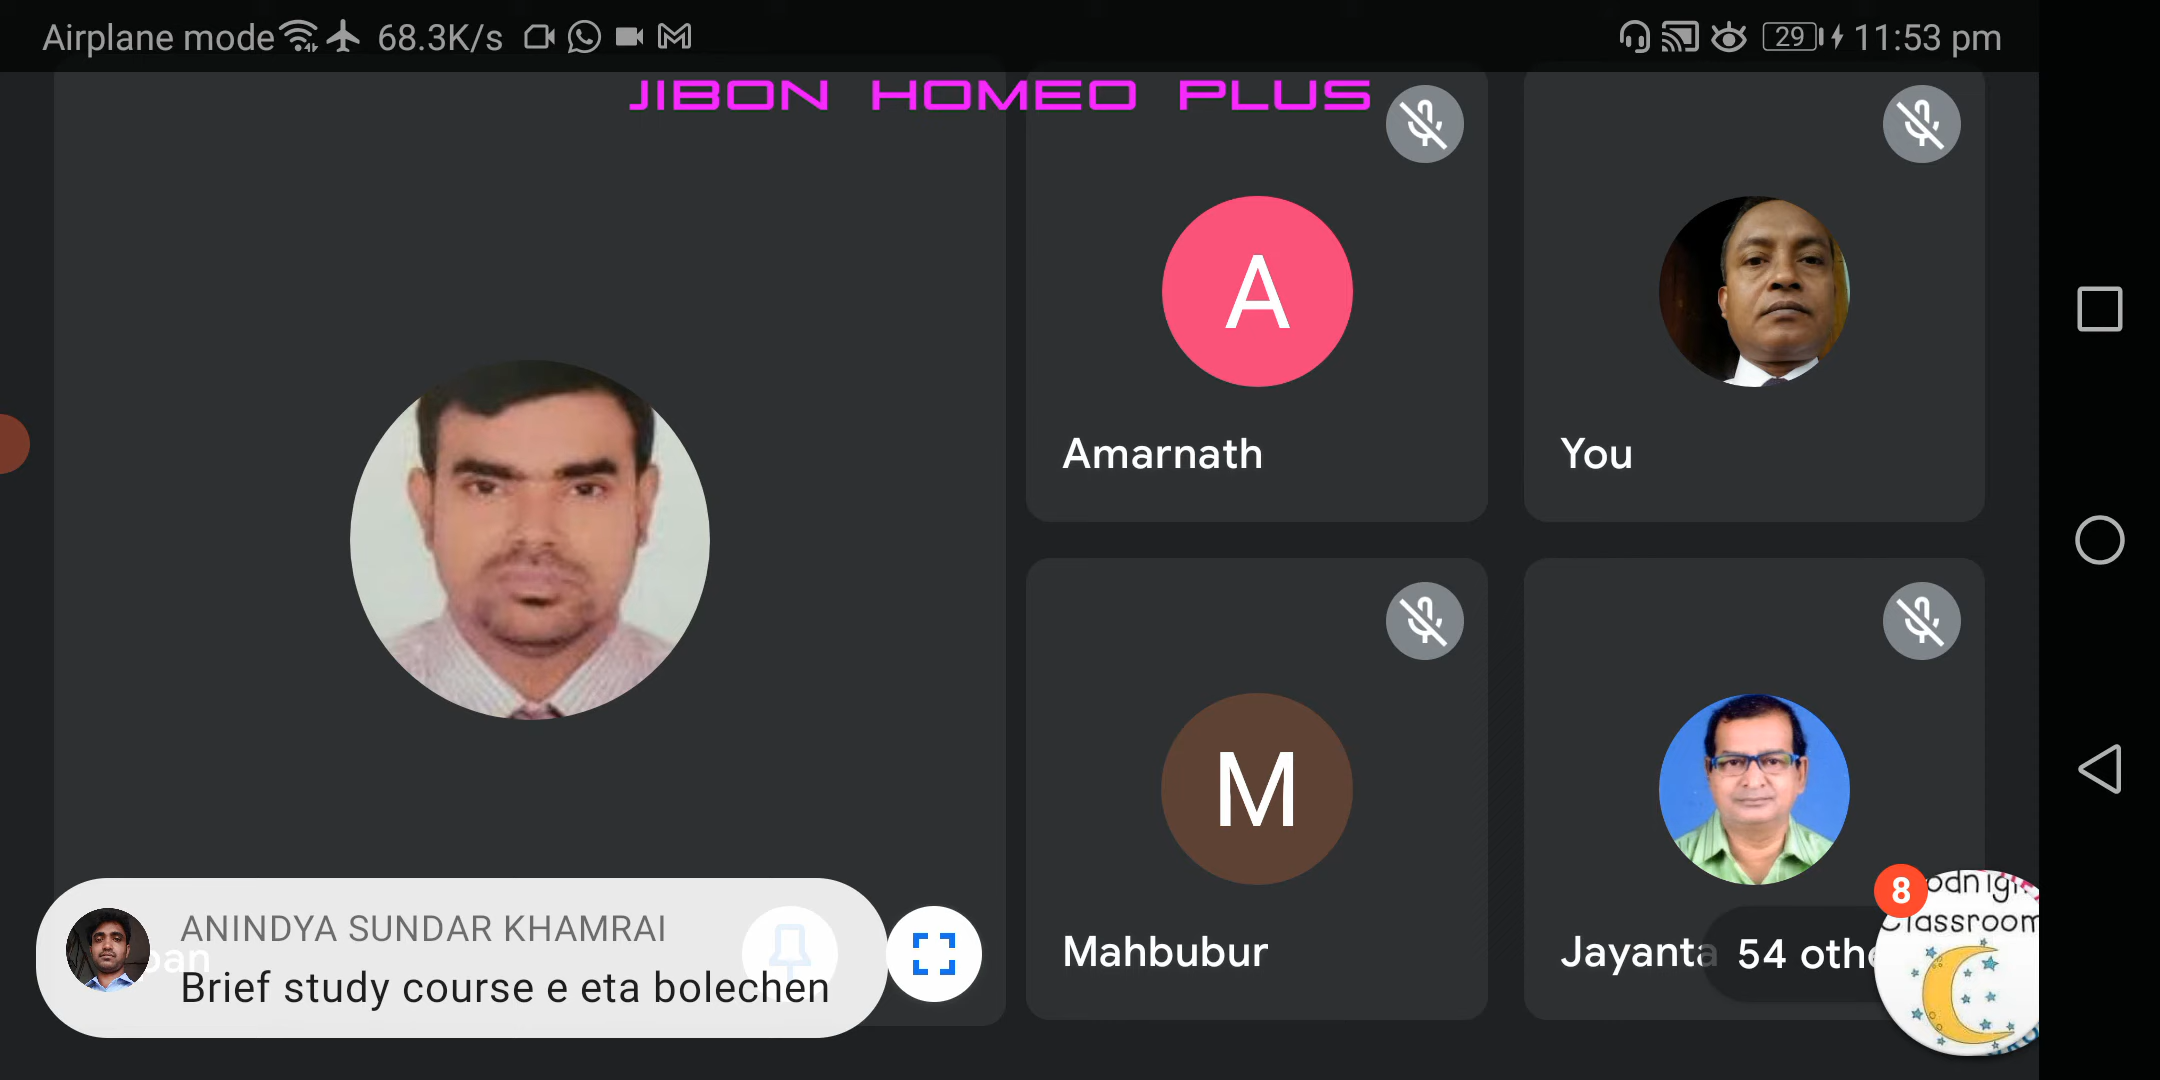 Airplane mode 68.3K/s 29 11:53 pm
JIBON HOMEO PLUS
A
Amarnath
You
M
Mahbubur
Jayanta
54 othe
8
Classroom
ANINDYA SUNDAR KHAMRAI
Brief study course e eta bolechen